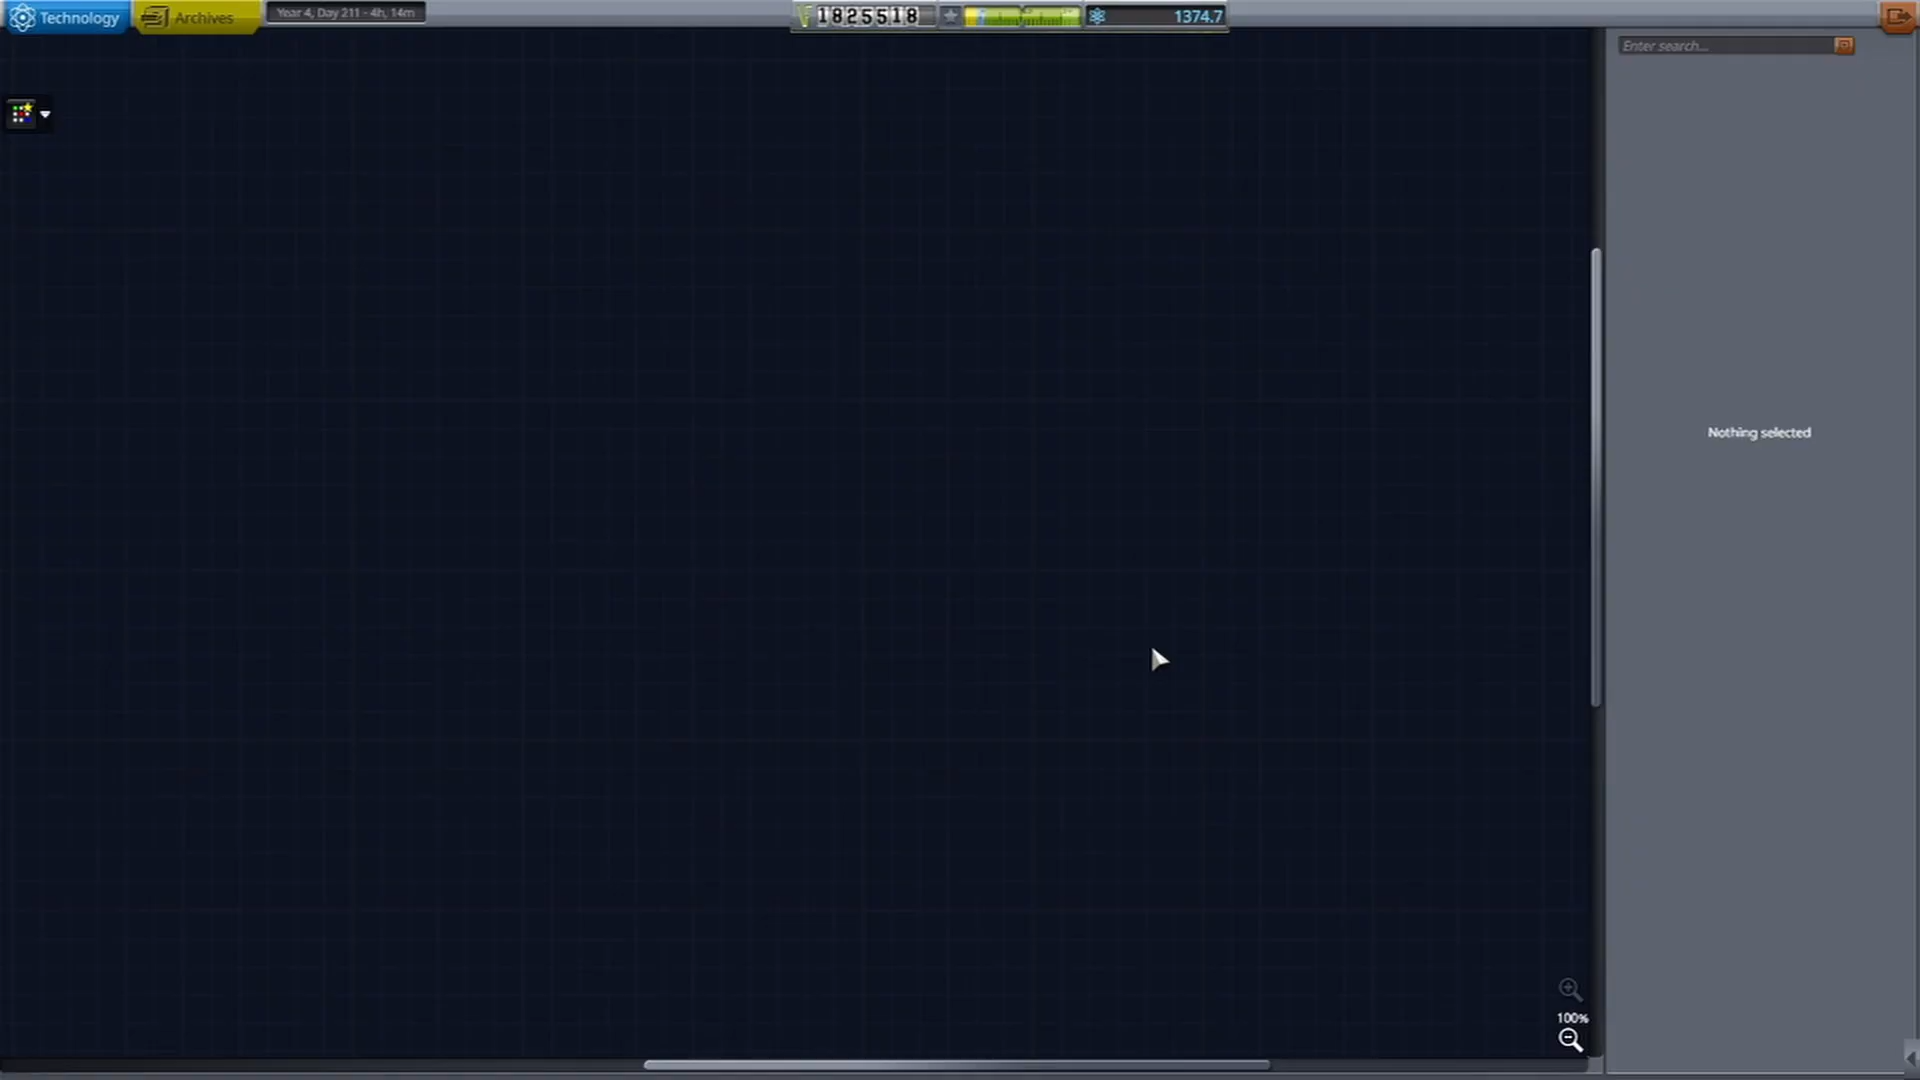 Technology
Archives
Year 4, Day 211 - 4h, 14m
1825518
1374.7
Enter search...
Nothing selected
100%